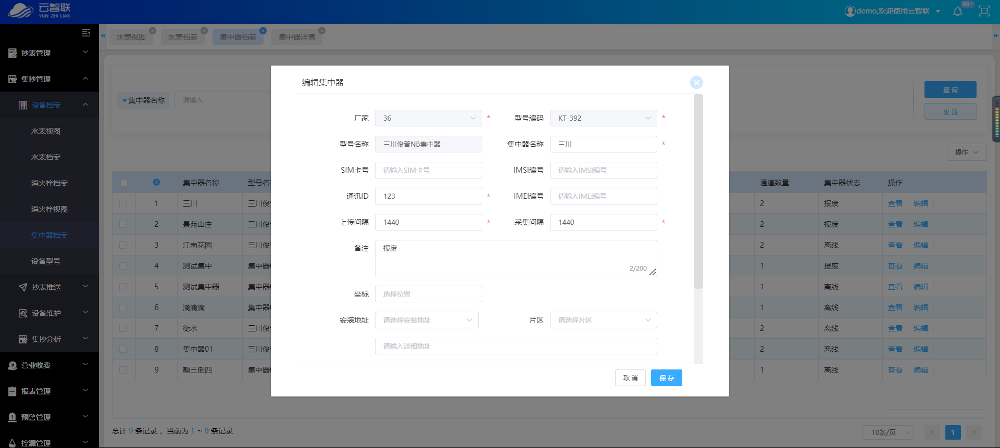 云智联
YUN ZHI LIAN
demo,欢迎使用云智联
99+
水表视图
水表档案
集中器档案
集中器详情
抄表管理
集抄管理
设备档案
水表视图
水表档案
消火栓档案
消火栓视图
集中器档案
设备型号
抄表推送
设备维护
集抄分析
营业收费
报表管理
预警管理
控漏管理
集中器名称
请输入
查 询
重 置
操作
集中器名称 型号名 通道数量 集中器状态 操作
1 三川 三川俊 2 报废 查看 编辑
2 景苑山庄 三川俊 2 报废 查看 编辑
3 江南花园 三川俊 2 离线 查看 编辑
4 测试集中 集中器 1 报废 查看 编辑
5 测试集中器 集中器 1 离线 查看 编辑
6 滴滴滴 集中器 1 离线 查看 编辑
7 衡水 三川俊 2 离线 查看 编辑
8 集中器01 三川俊 2 离线 查看 编辑
9 颠三倒四 集中器 1 离线 查看 编辑
总计 9 条记录 ，当前为 1 ~ 9 条记录
10条/页
1
编辑集中器
厂家 36 * 型号编码 KT-392 *
型号名称 三川俊普NB集中器 集中器名称 三川 *
SIM卡号 请输入SIM卡号 IMSI编号 请输入IMSI编号
通讯ID 123 * IMEI编号 请输入IMEI编号
上传间隔 1440 * 采集间隔 1440 *
备注 报废
2/200
坐标 选择位置
安装地址 请选择安装地址 片区 请选择片区
请输入详细地址
取 消
保 存